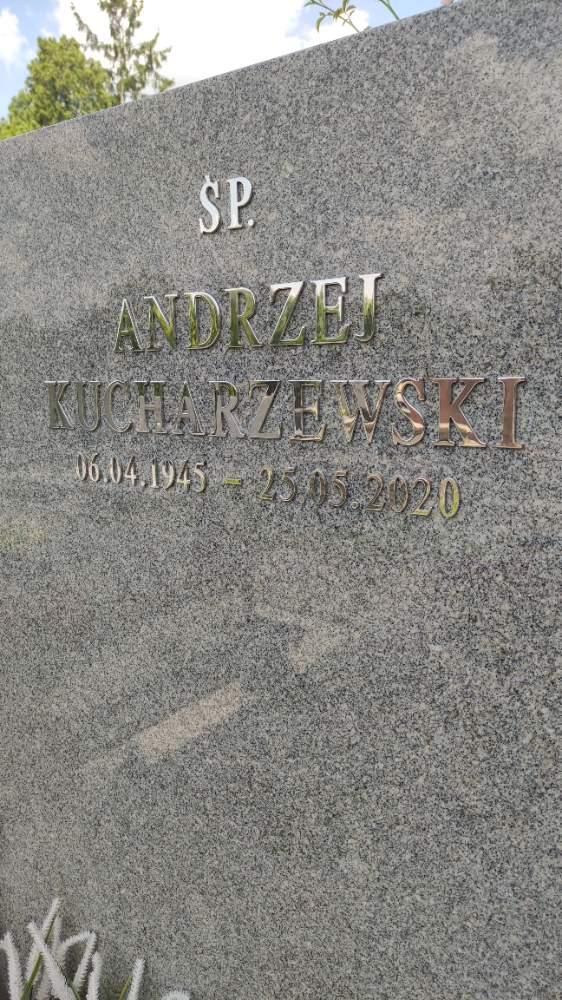 ŚP.
ANDRZEJ
KUCHARZEWSKI
06.04.1945 – 25.05.2020